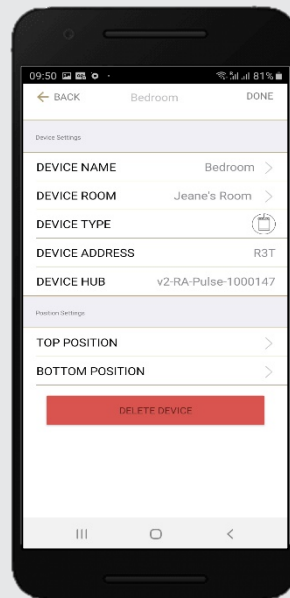 09:50 81%
BACK Bedroom DONE
Device Settings
DEVICE NAME Bedroom
DEVICE ROOM Jeane's Room
DEVICE TYPE
DEVICE ADDRESS R3T
DEVICE HUB v2-RA-Pulse-1000147
Position Settings
TOP POSITION
BOTTOM POSITION
DELETE DEVICE